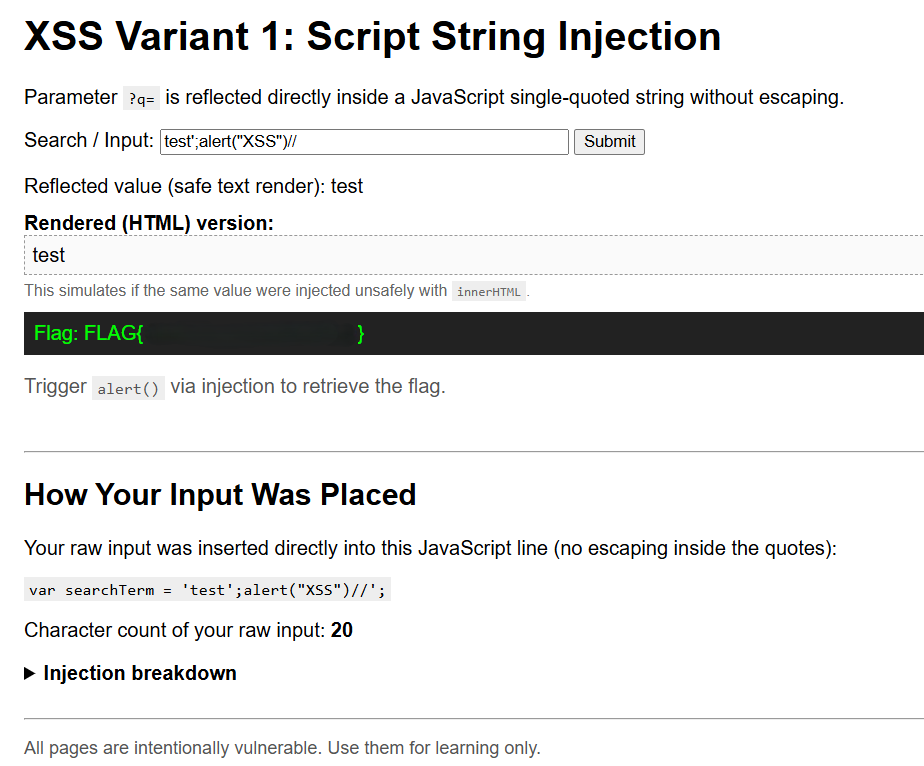 XSS Variant 1: Script String Injection
Parameter ?q= is reflected directly inside a JavaScript single-quoted string without escaping.
Search / Input: test';alert("XSS")// Submit
Reflected value (safe text render): test
Rendered (HTML) version:
test
This simulates if the same value were injected unsafely with innerHTML.
Flag: FLAG{ }
Trigger alert() via injection to retrieve the flag.
How Your Input Was Placed
Your raw input was inserted directly into this JavaScript line (no escaping inside the quotes):
var searchTerm = 'test';alert("XSS")//';
Character count of your raw input: 20
Injection breakdown
All pages are intentionally vulnerable. Use them for learning only.